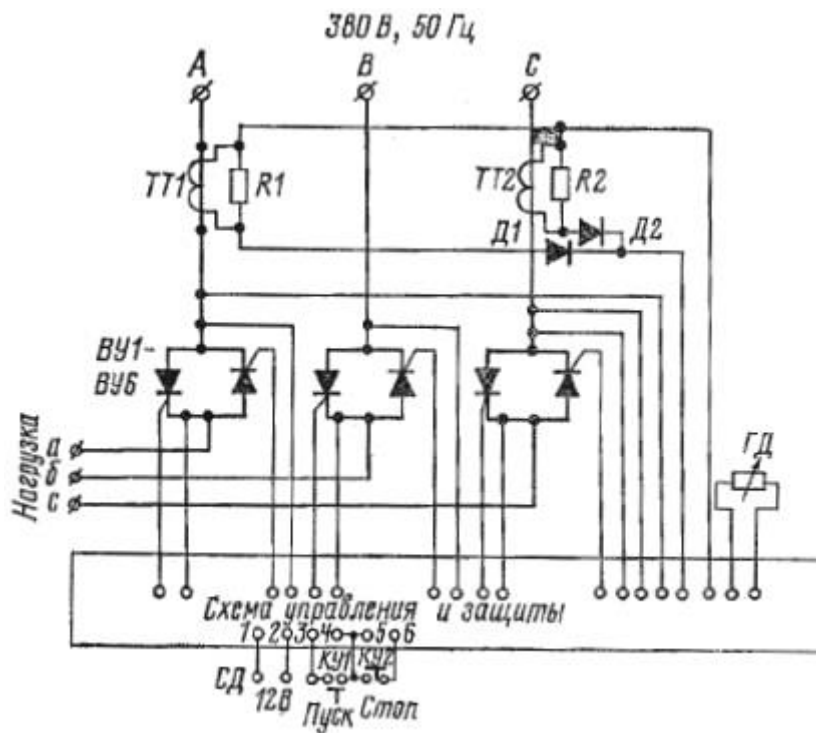 380 В, 50 Гц
А В С
ТТ1 R1 ТТ2 R2
Д1 Д2
ВУ1-
ВУ6
Нагрузка
а
б
с
ГД
Схема управления и защиты
1 2 3 4 5 6
КУ1 КУ2
СД 12В Пуск Стоп